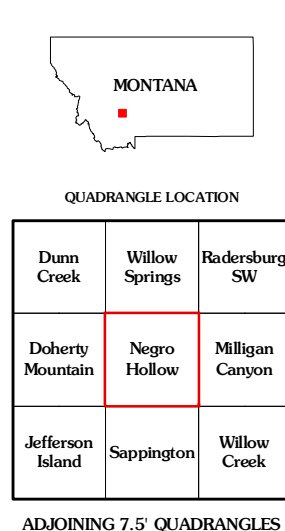 MONTANA
QUADRANGLE LOCATION
Dunn
Creek
Willow
Springs
Radersburg
SW
Doherty
Mountain
Negro
Hollow
Milligan
Canyon
Jefferson
Island
Sappington
Willow
Creek
ADJOINING 7.5' QUADRANGLES